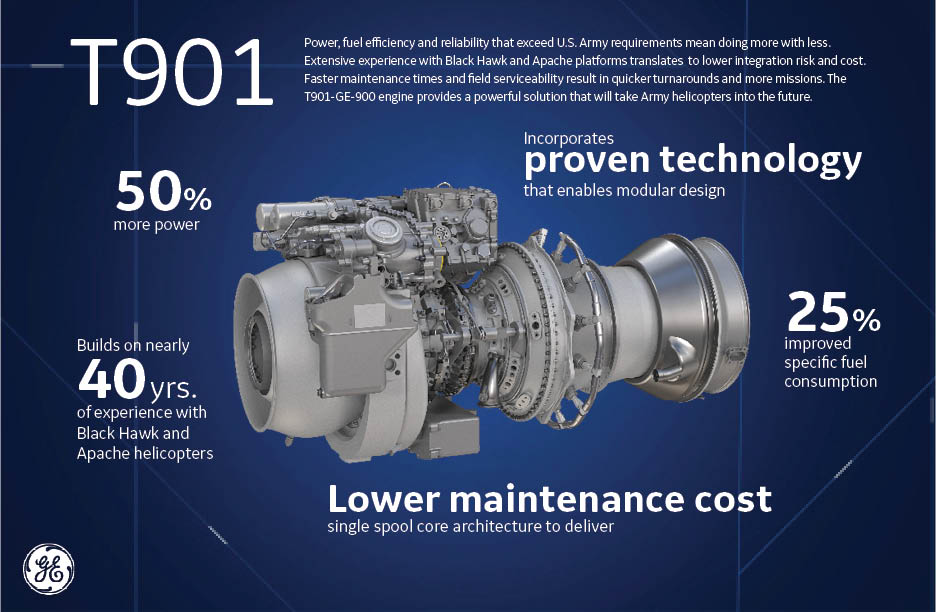 T901
Power, fuel efficiency and reliability that exceed U.S. Army requirements mean doing more with less.
Extensive experience with Black Hawk and Apache platforms translates to lower integration risk and cost.
Faster maintenance times and field serviceability result in quicker turnarounds and more missions. The
T901-GE-900 engine provides a powerful solution that will take Army helicopters into the future.
Incorporates
proven technology
that enables modular design
50%
more power
25%
improved
specific fuel
consumption
Builds on nearly
40 yrs.
of experience with
Black Hawk and
Apache helicopters
Lower maintenance cost
single spool core architecture to deliver
GE